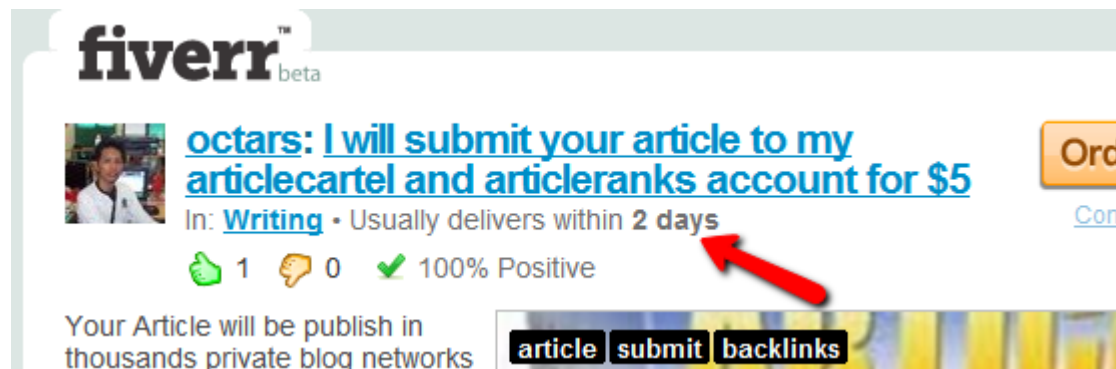 fiverr™
beta
octars: I will submit your article to my
articlecartel and articleranks account for $5
In: Writing • Usually delivers within 2 days
1 0 ✔ 100% Positive
Your Article will be publish in
thousands private blog networks
article submit backlinks